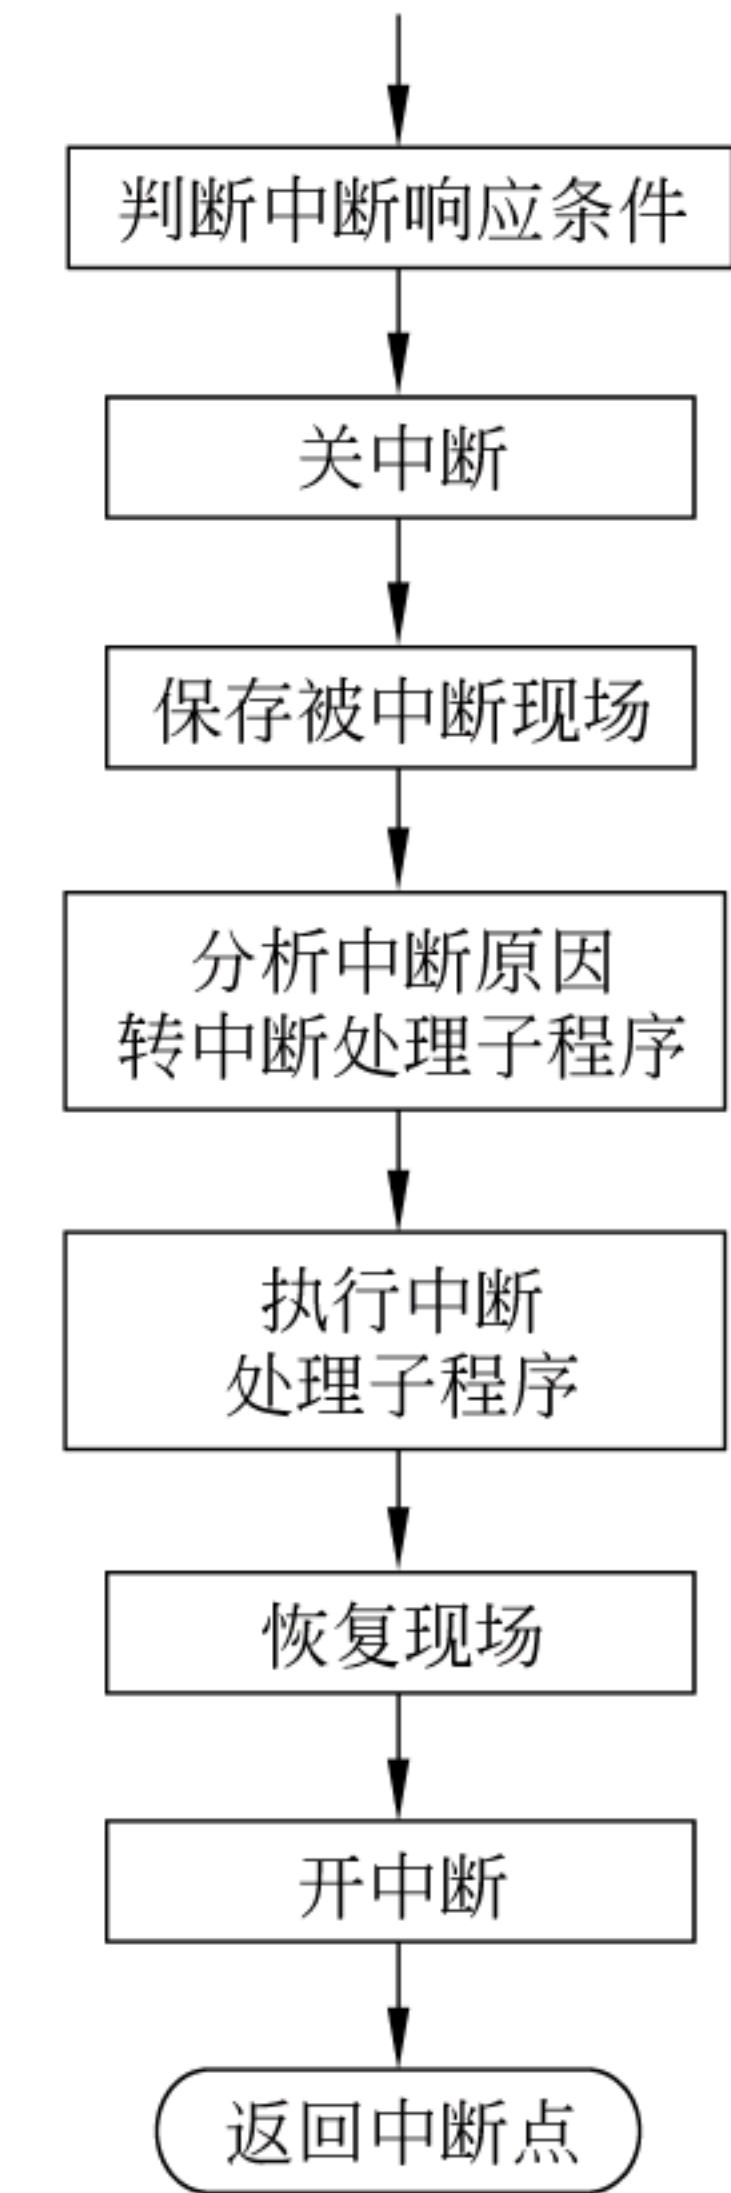 判断中断响应条件
关中断
保存被中断现场
分析中断原因
转中断处理子程序
执行中断
处理子程序
恢复现场
开中断
返回中断点